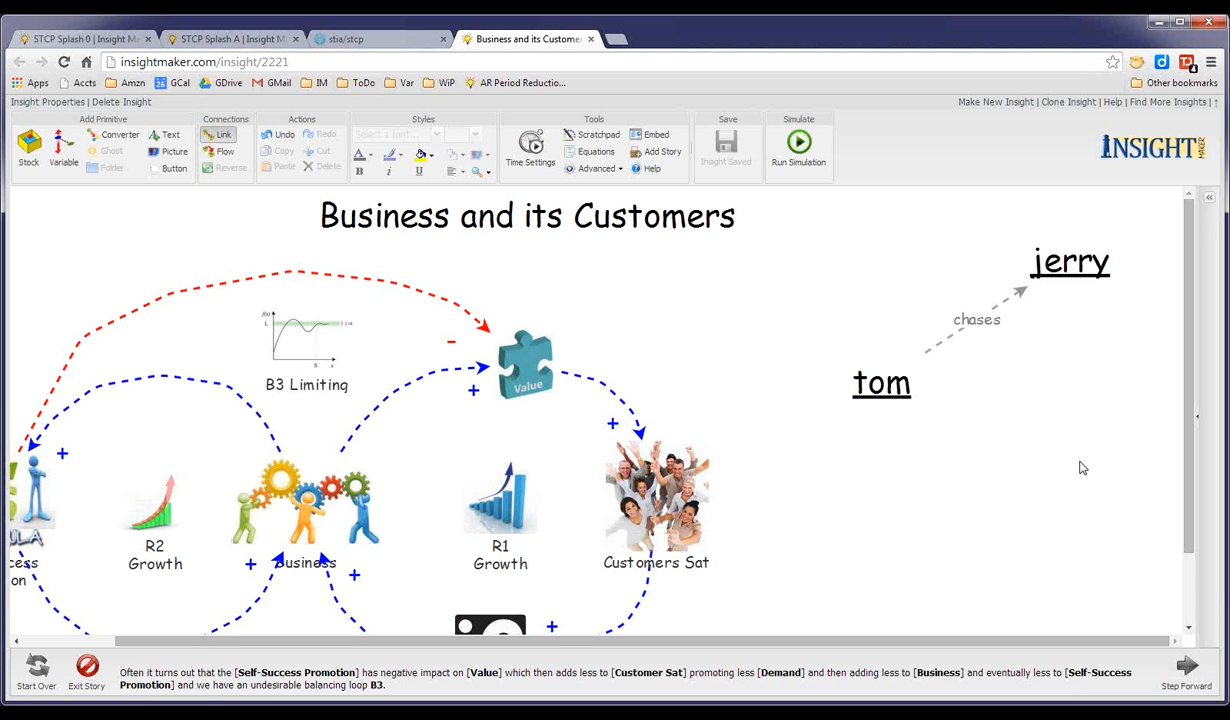 STCP Splash 0 | Insight M
STCP Splash A | Insight M
stia/stcp
Business and its Custome
insightmaker.com/insight/2221
Apps
Accts
Amzn
26 GCal
GDrive
GMail
IM
ToDo
Var
WiP
AR Period Reductio...
Other bookmarks
Insight Properties | Delete Insight
Make New Insight | Clone Insight | Help | Find More Insights |
Add Primitive
Connections
Actions
Styles
Tools
Save
Simulate
Stock
Variable
Converter
Text
Ghost
Picture
Folder
Button
Link
Flow
Reverse
Undo
Redo
Copy
Cut
Paste
Delete
A
B
i
U
Time Settings
Scratchpad
Embed
Equations
Add Story
Advanced
Help
Insight Saved
Run Simulation
INSIGHT MAKER
Business and its Customers
jerry
chases
tom
B3 Limiting
-
Value
+
+
+
R2
Growth
Business
R1
Growth
Customers Sat
ULA
cess
on
+
+
+
Start Over
Exit Story
Often it turns out that the [Self-Success Promotion] has negative impact on [Value] which then adds less to [Customer Sat] promoting less [Demand] and then adding less to [Business] and eventually less to [Self-Success
Promotion] and we have an undesirable balancing loop B3.
Step Forward